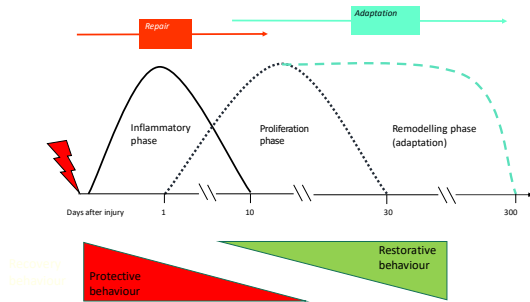 Repair
Adaptation
Inflammatory
phase
Proliferation
phase
Remodelling phase
(adaptation)
Days after injury
1
10
30
300
Restorative
behaviour
Protective
behaviour